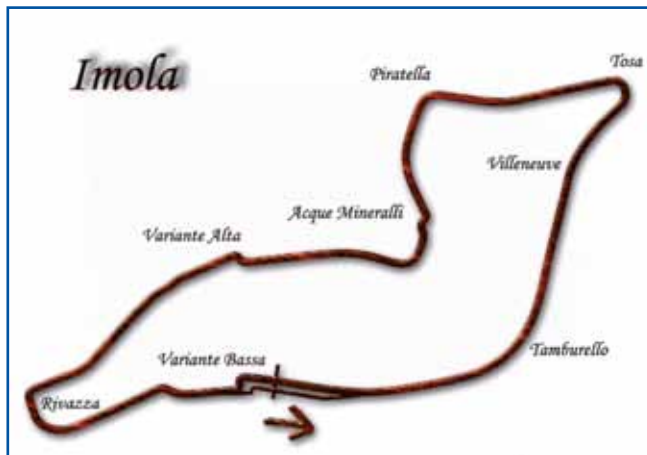 Imola
Tosa
Piratella
Villeneuve
Acque Mineralli
Variante Alta
Tamburello
Variante Bassa
Rivazza